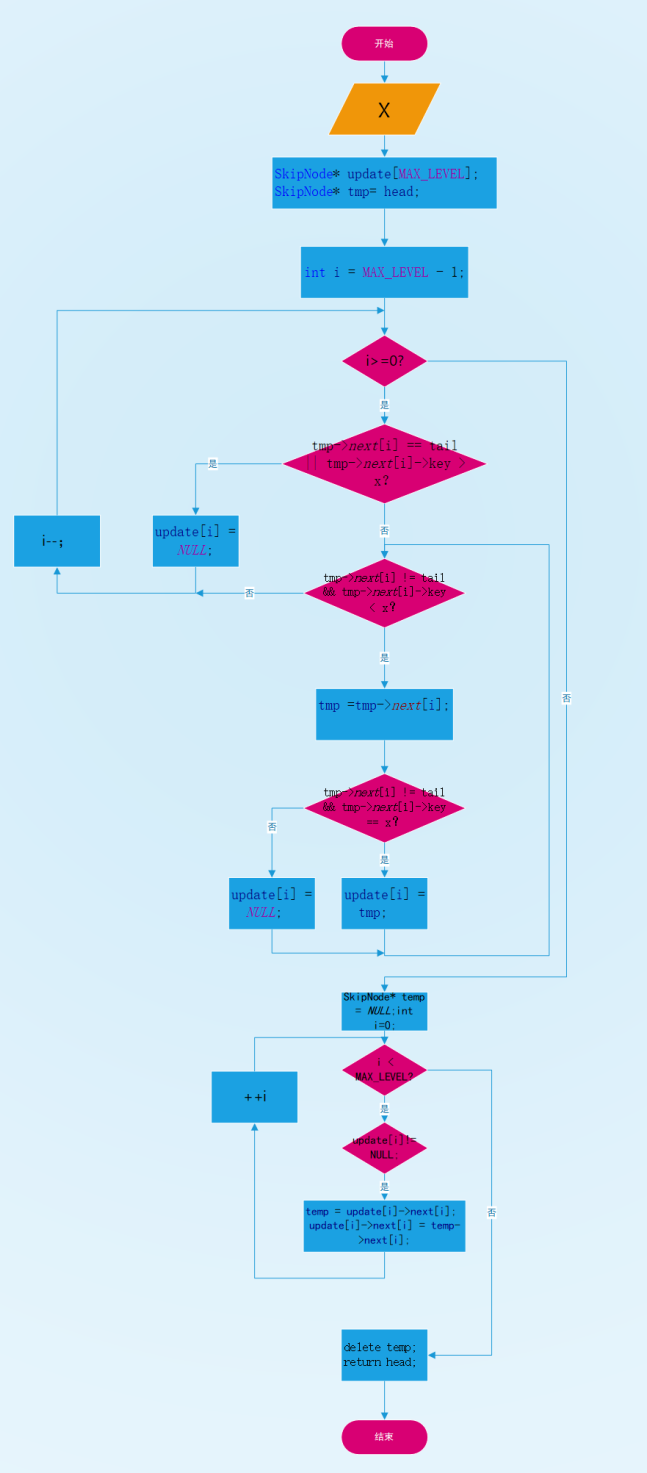 开始
X
SkipNode* update[MAX_LEVEL];
SkipNode* tmp= head;
int i = MAX_LEVEL - 1;
i>=0?
是
tmp->next[i] == tail
|| tmp->next[i]->key >
x?
是
否
i--;
update[i] =
NULL;
tmp->next[i] != tail
&& tmp->next[i]->key
< x?
否
是
否
tmp =tmp->next[i];
tmp->next[i] != tail
&& tmp->next[i]->key
== x?
否
是
update[i] =
NULL;
update[i] =
tmp;
SkipNode* temp
= NULL;int
i=0;
i <
MAX_LEVEL?
++i
是
update[i]!=
NULL;
是
temp = update[i]->next[i];
update[i]->next[i] = temp-
>next[i];
否
delete temp;
return head;
结束